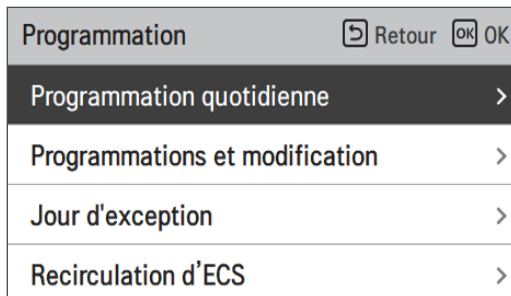 Programmation Retour OK OK
Programmation quotidienne >
Programmations et modification >
Jour d'exception >
Recirculation d’ECS >